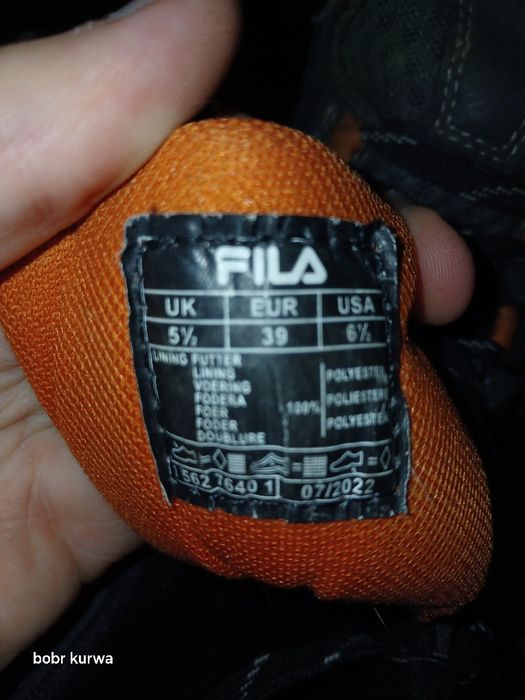 FILA
UK EUR USA
5½ 39 6½
LINING FUTTER
LINING
VOERING
FODERA
FOER
FODER
DOUBLURE
100%
POLYESTER
POLIESTER
POLYESTER
1562 7640 1 07/2022
bobr kurwa